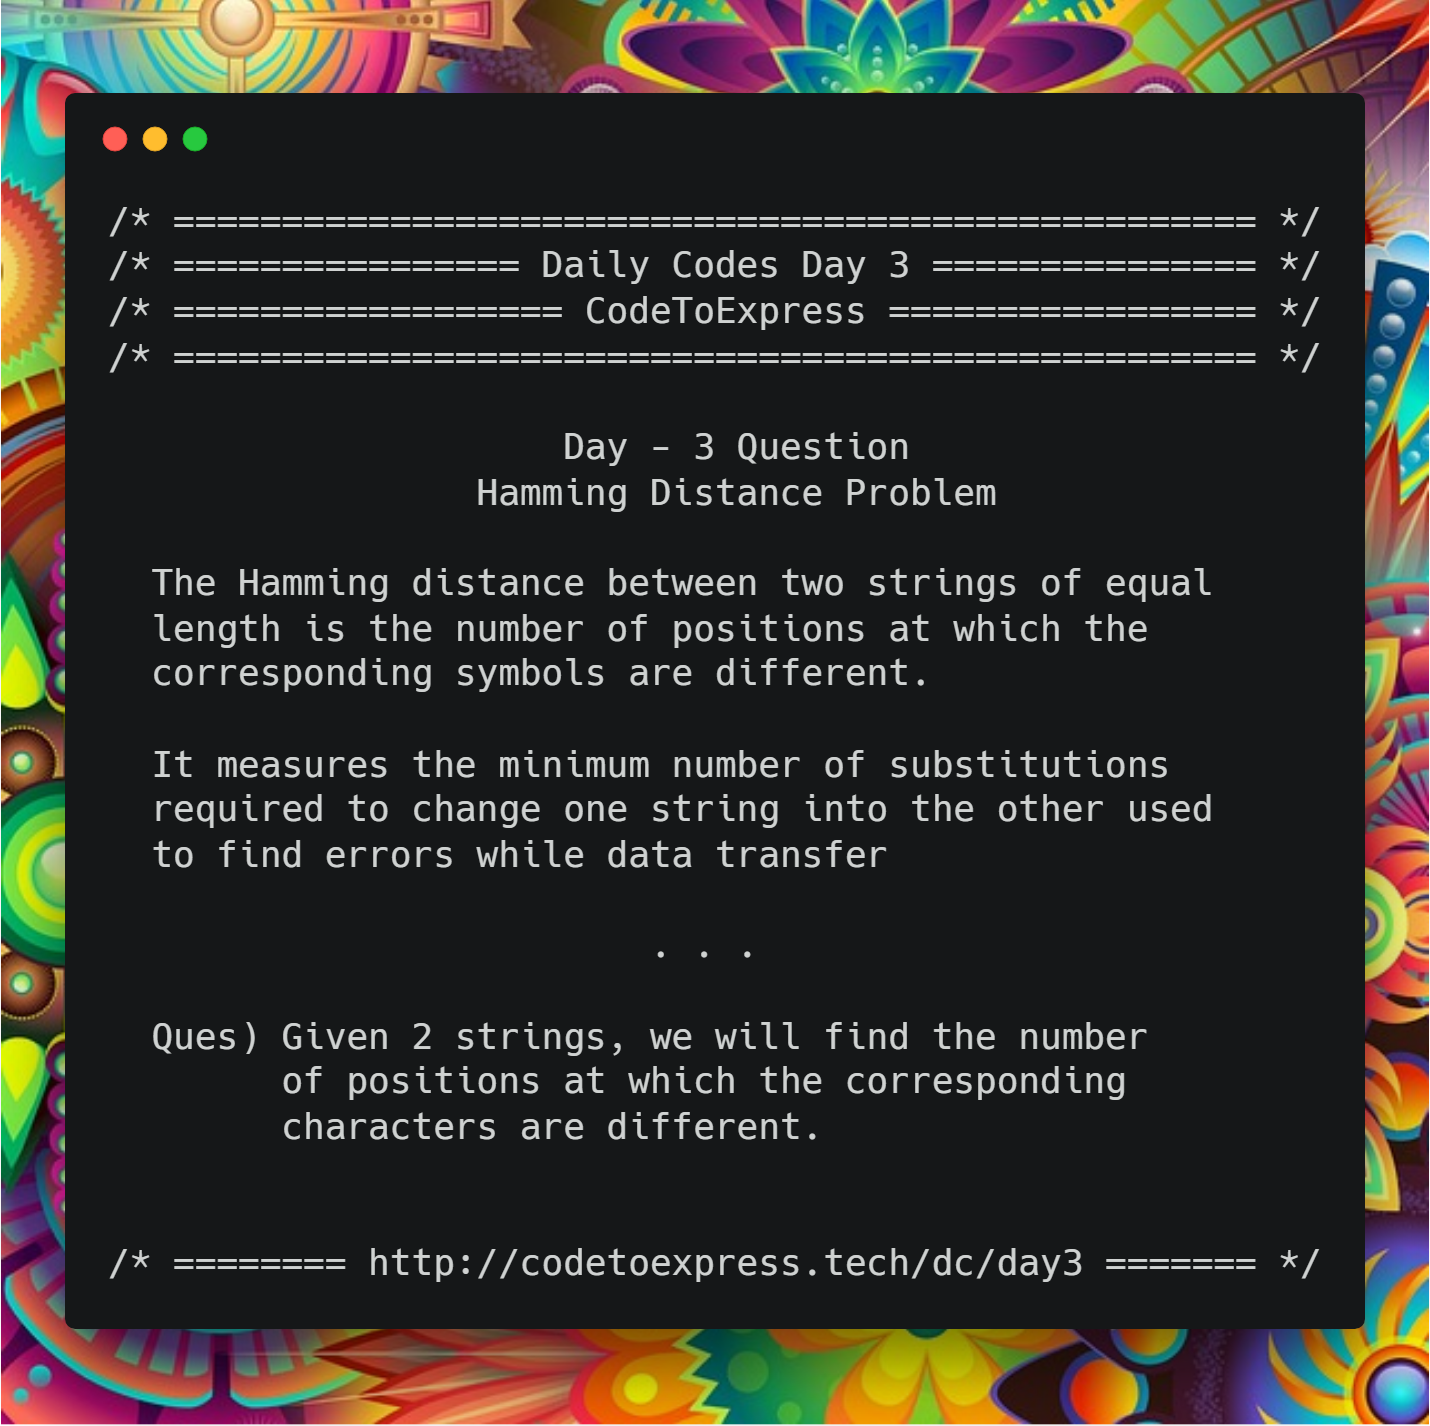 /* ================================================== */
/* ================ Daily Codes Day 3 =============== */
/* ================== CodeToExpress ================= */
/* ================================================== */
Day - 3 Question
Hamming Distance Problem
The Hamming distance between two strings of equal
length is the number of positions at which the
corresponding symbols are different.
It measures the minimum number of substitutions
required to change one string into the other used
to find errors while data transfer
. . .
Ques) Given 2 strings, we will find the number
of positions at which the corresponding
characters are different.
/* ======== http://codetoexpress.tech/dc/day3 ======= */